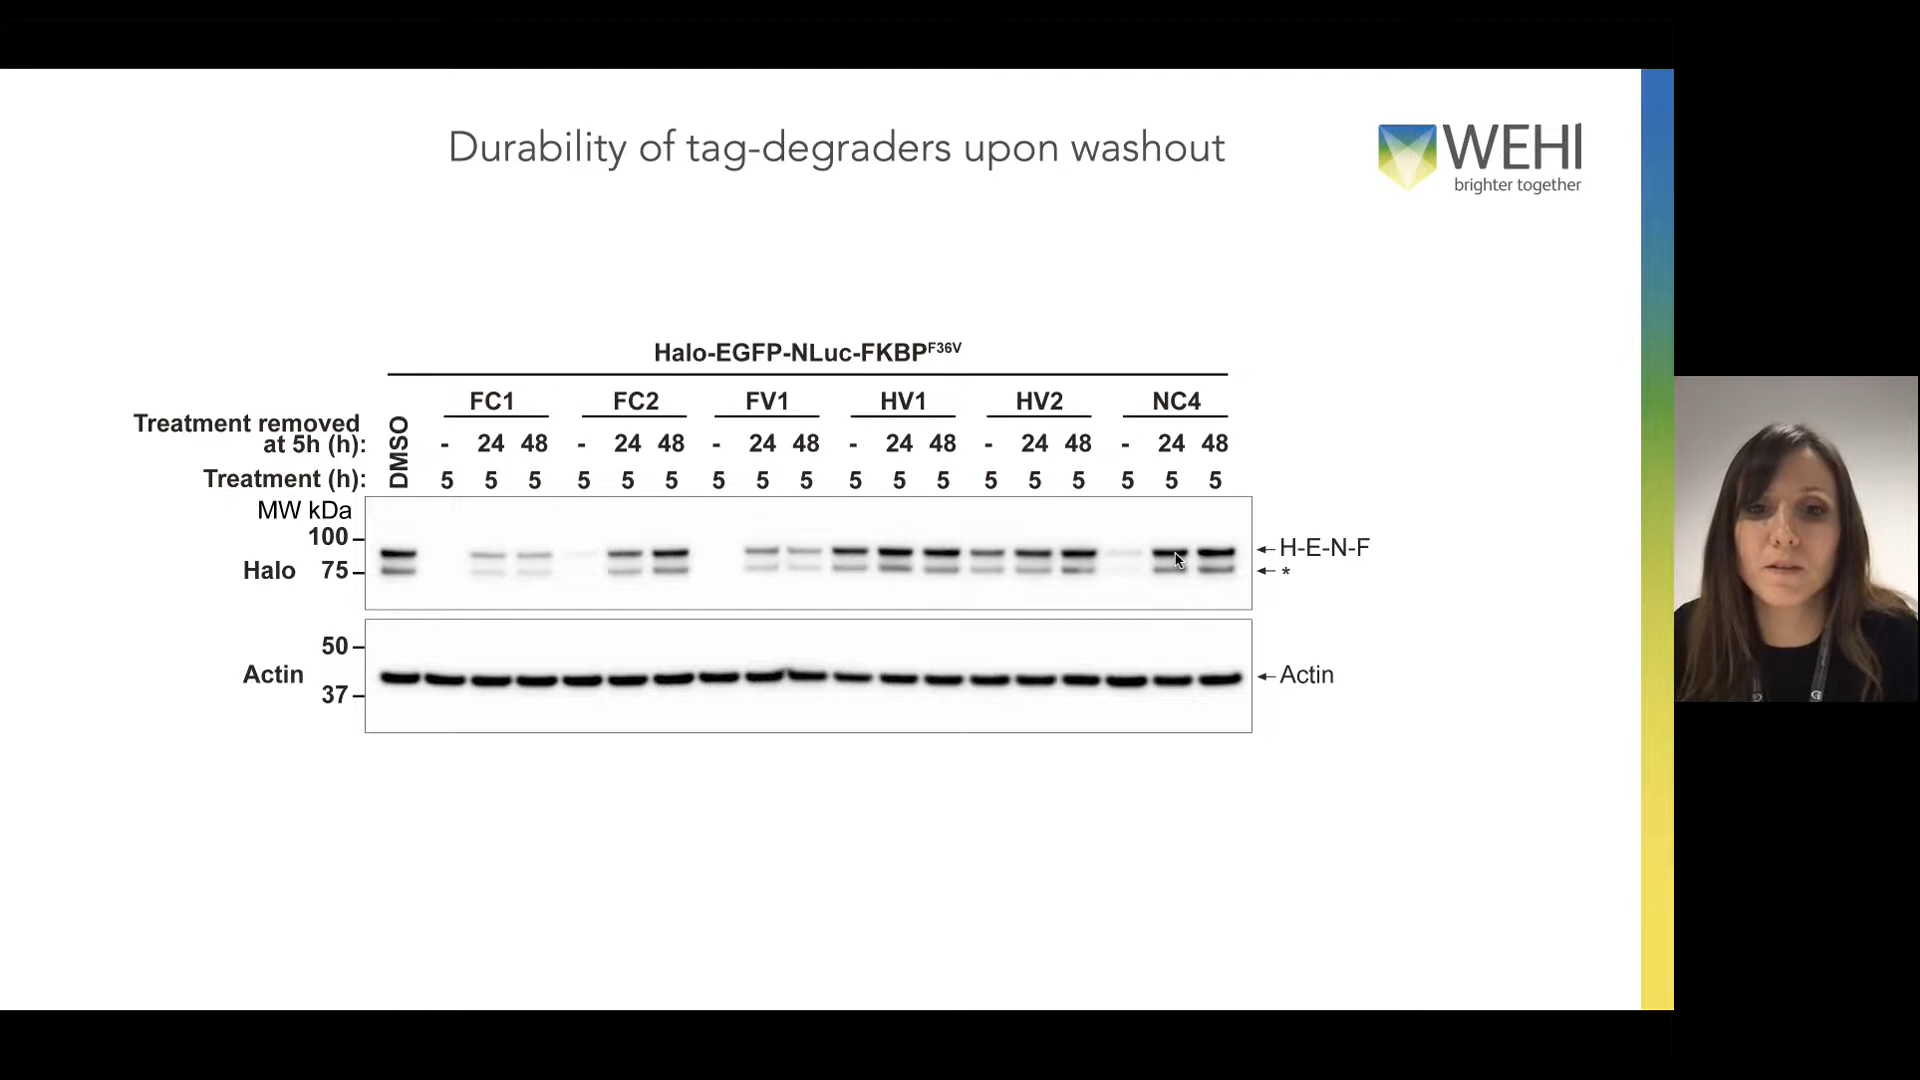 Durability of tag-degraders upon washout
WEHI
brighter together
Halo-EGFP-NLuc-FKBPF36V
FC1 FC2 FV1 HV1 HV2 NC4
Treatment removed
at 5h (h): DMSO - 24 48 - 24 48 - 24 48 - 24 48 - 24 48 - 24 48
Treatment (h): 5 5 5 5 5 5 5 5 5 5 5 5 5 5 5 5 5 5
MW kDa
100
H-E-N-F
Halo 75
*
50
Actin
Actin
37